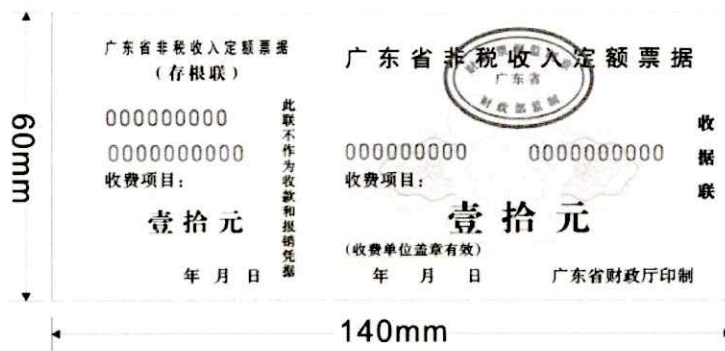 60mm
广东省非税收入定额票据
（存根联）
000000000
0000000000
收费项目：
壹拾元
年 月 日
此联不作为收款和报销凭据
广东省非税收入定额票据
广东省
财政部监制
000000000 0000000000
收费项目：
壹拾元
(收费单位盖章有效)
年 月 日 广东省财政厅印制
收据联
140mm